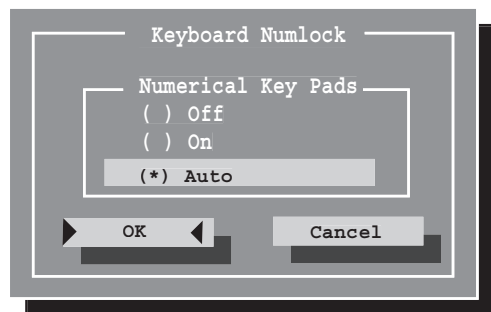 Keyboard Numlock
Numerical Key Pads
( ) Off
( ) On
(*) Auto
OK
Cancel